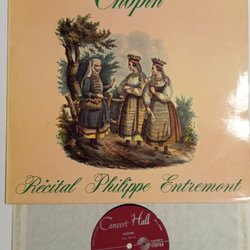 Chopin
Récital Philippe Entremont
Concert Hall